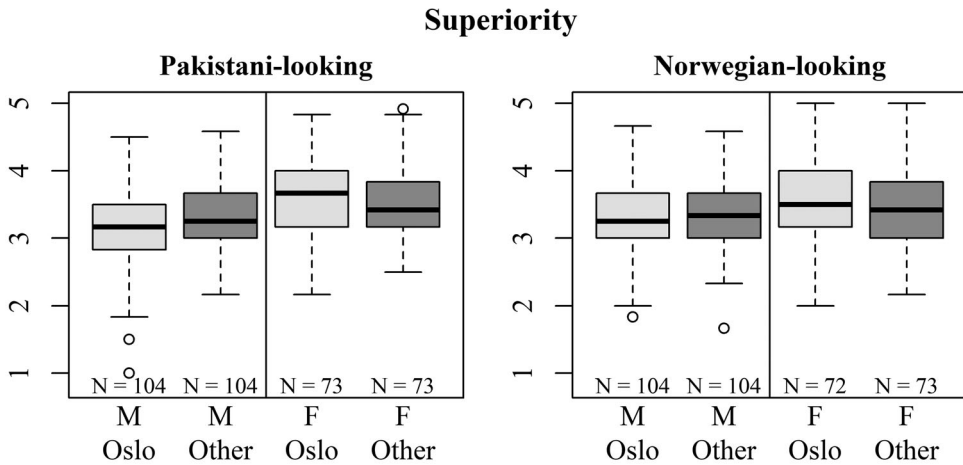 Superiority
Pakistani-looking
5
4
3
2
1
N = 104 N = 104 N = 73 N = 73
M M F F
Oslo Other Oslo Other
Norwegian-looking
5
4
3
2
1
N = 104 N = 104 N = 72 N = 73
M M F F
Oslo Other Oslo Other